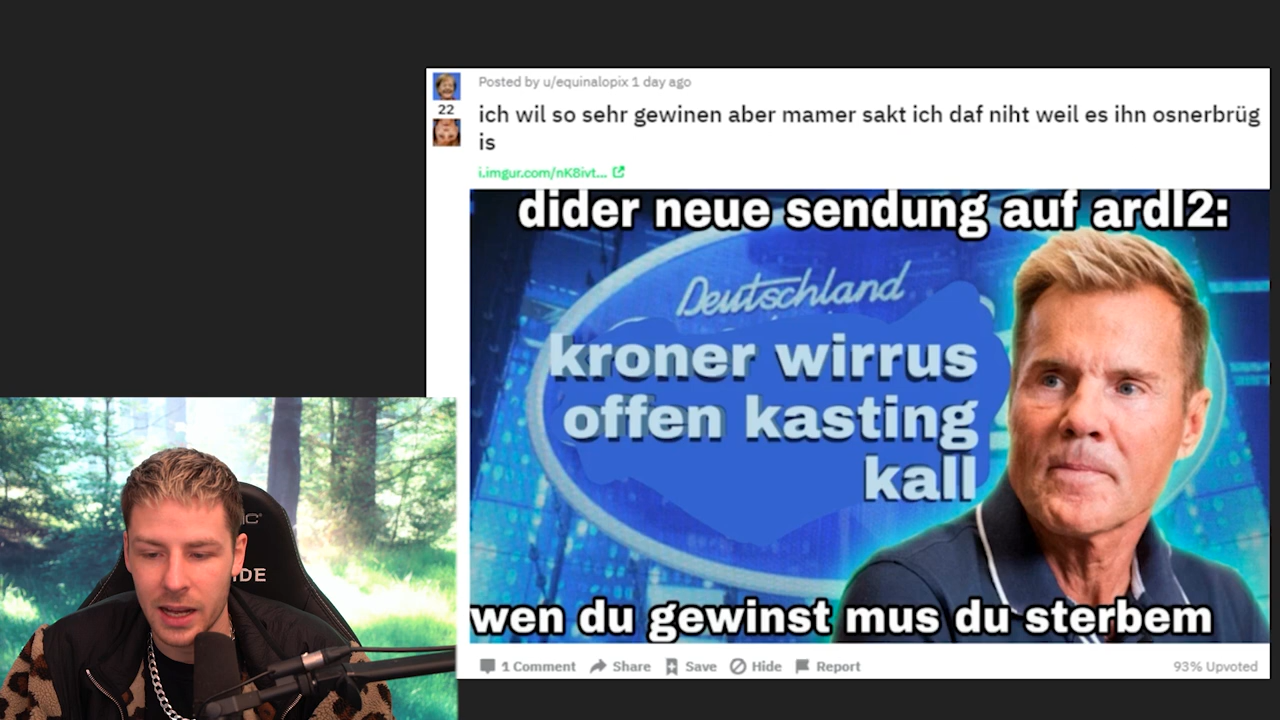 Posted by u/equinalopix 1 day ago
22
ich wil so sehr gewinen aber mamer sakt ich daf niht weil es ihn osnerbrüg
is
i.imgur.com/nK8ivt...
dider neue sendung auf ardl2:
Deutschland
kroner wirrus
offen kasting
kall
wen du gewinst mus du sterbem
1 Comment
Share
Save
Hide
Report
93% Upvoted